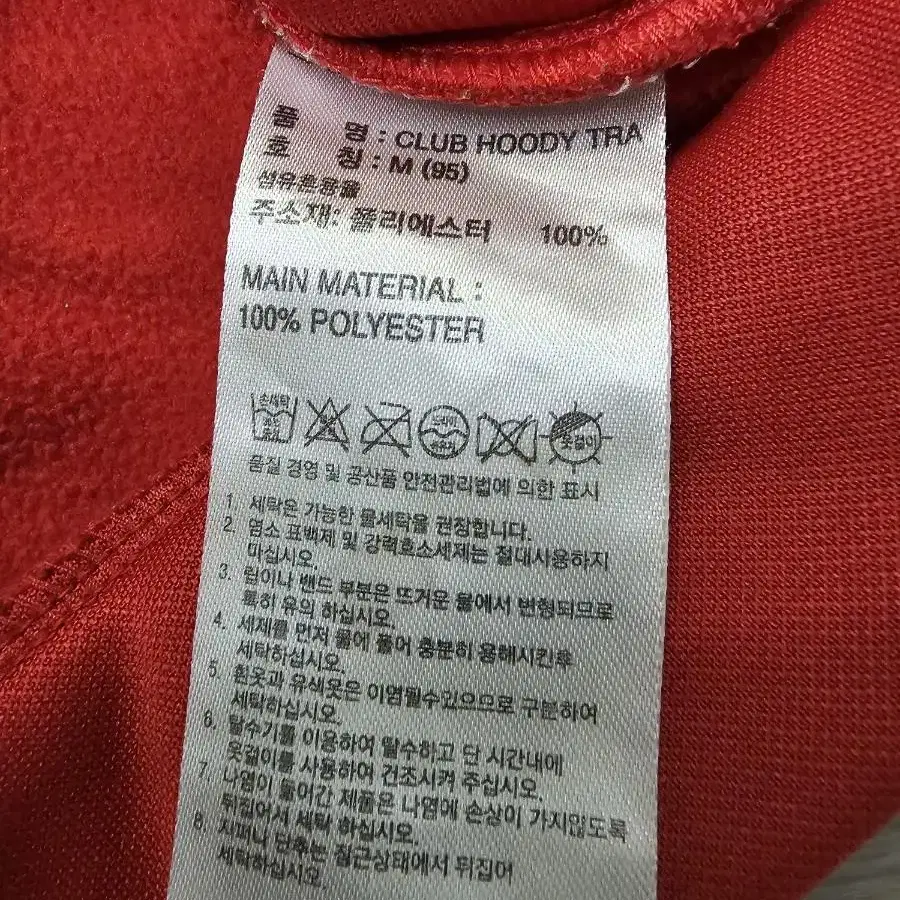 품 명 : CLUB HOODY TRA
호 칭 : M (95)
섬유혼용율
주소재: 폴리에스터 100%
MAIN MATERIAL :
100% POLYESTER
손세탁
옷걸이
품질 경영 및 공산품 안전관리법에 의한 표시
1. 세탁은 가능한 물세탁을 권장합니다.
2. 염소 표백제 및 강력효소세제는 절대사용하지
마십시오.
3. 립이나 밴드 부분은 뜨거운 물에서 변형되므로
특히 유의 하십시오.
4. 세제를 먼저 물에 풀어 충분히 용해시킨후
세탁하십시오.
5. 흰옷과 유색옷은 이염될수있으므로 구분하여
세탁하십시오.
6. 탈수기를 이용하여 탈수하고 단 시간내에
옷걸이를 사용하여 건조시켜 주십시오.
7. 나염이 들어간 제품은 나염에 손상이 가지않도록
뒤집어서 세탁 하십시오.
8. 지퍼나 단추는 잠근상태에서 뒤집어
세탁하십시오.